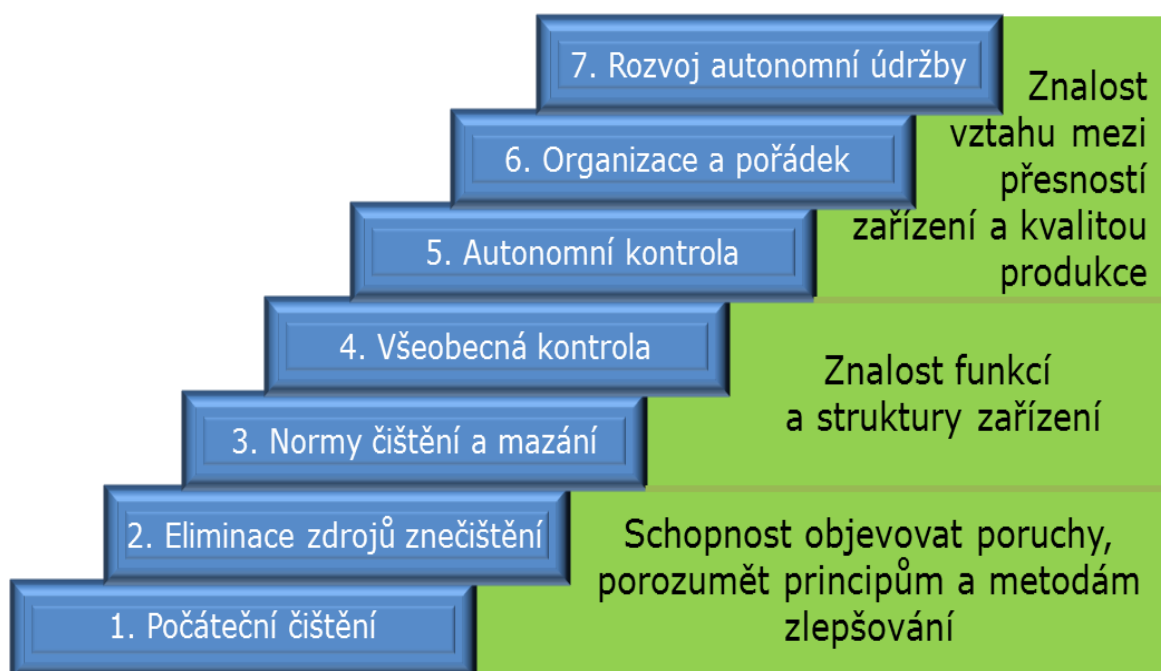 7. Rozvoj autonomní údržby
6. Organizace a pořádek
5. Autonomní kontrola
4. Všeobecná kontrola
3. Normy čištění a mazání
2. Eliminace zdrojů znečištění
1. Počáteční čištění
Znalost
vztahu mezi
přesností
zařízení a kvalitou
produkce
Znalost funkcí
a struktury zařízení
Schopnost objevovat poruchy,
porozumět principům a metodám
zlepšování